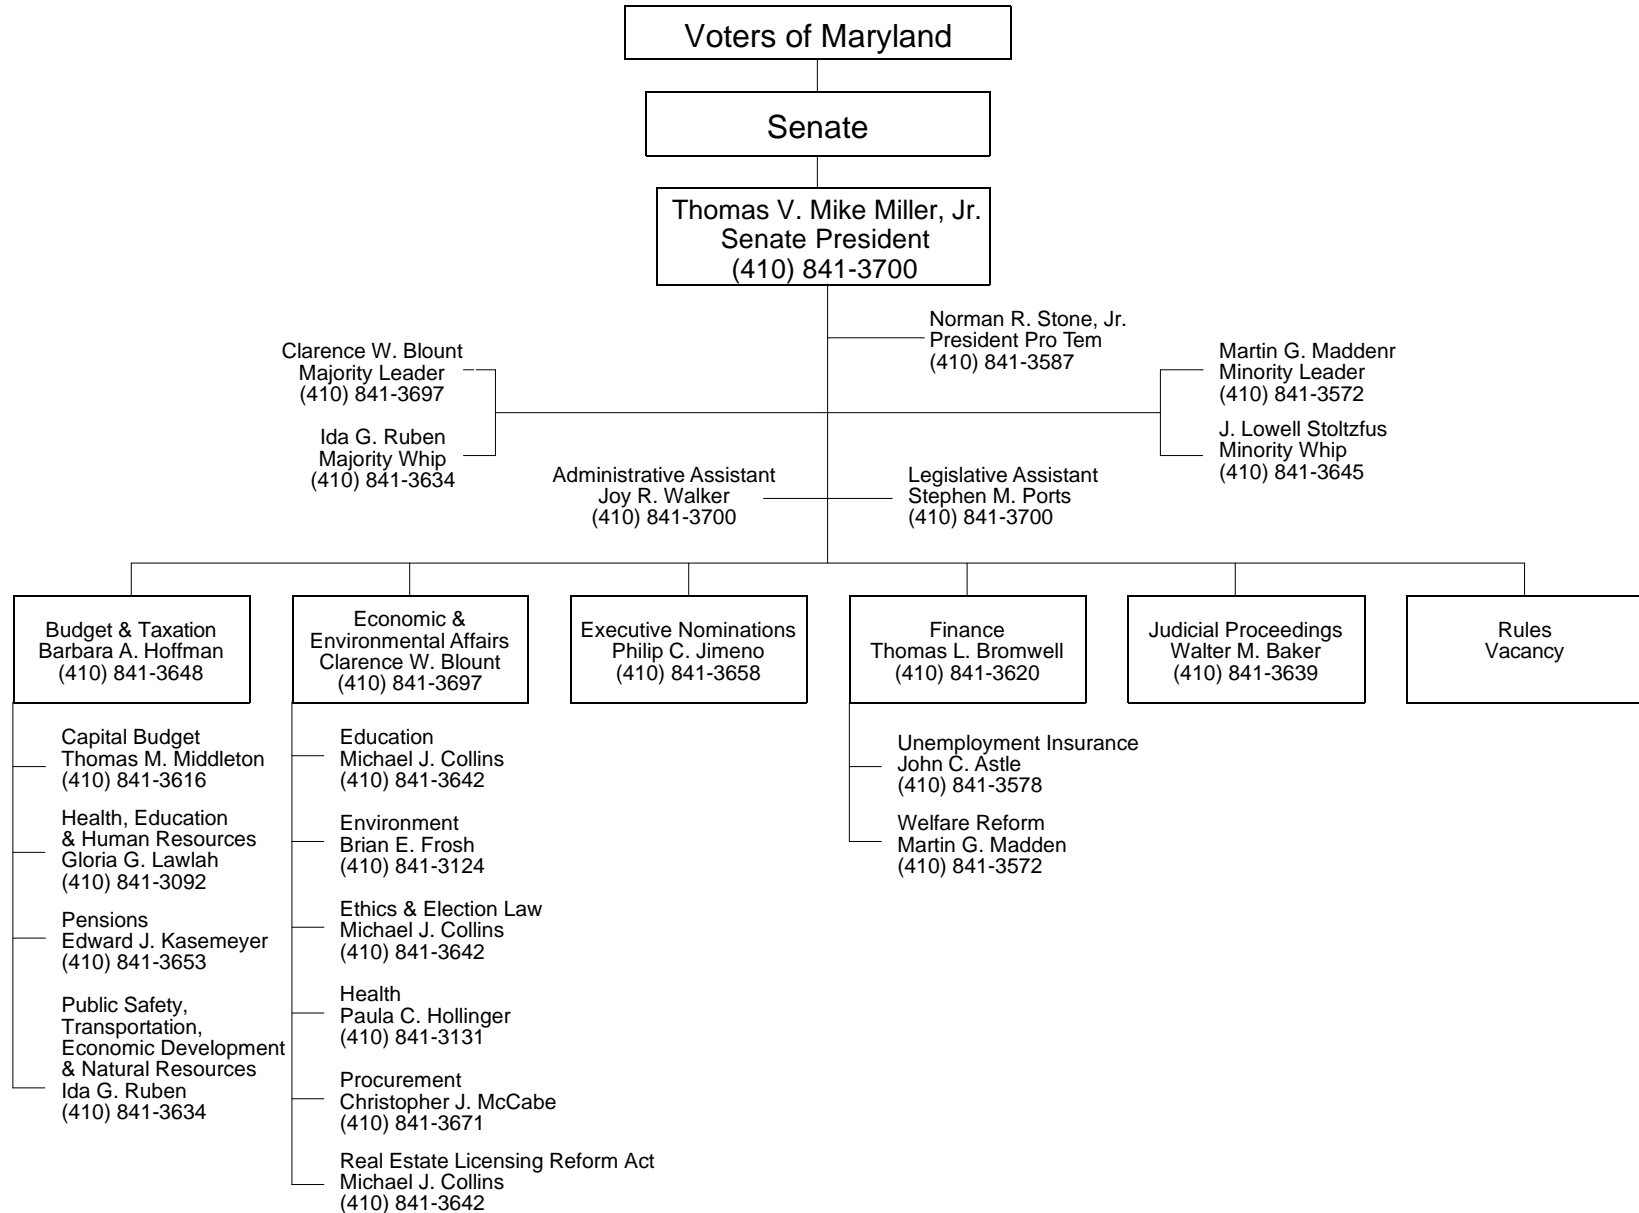 Voters of Maryland
Senate
Thomas V. Mike Miller, Jr.
Senate President
(410) 841-3700
Norman R. Stone, Jr.
President Pro Tem
(410) 841-3587
Clarence W. Blount
Majority Leader
(410) 841-3697
Ida G. Ruben
Majority Whip
(410) 841-3634
Martin G. Maddenr
Minority Leader
(410) 841-3572
J. Lowell Stoltzfus
Minority Whip
(410) 841-3645
Administrative Assistant
Joy R. Walker
(410) 841-3700
Legislative Assistant
Stephen M. Ports
(410) 841-3700
Budget & Taxation
Barbara A. Hoffman
(410) 841-3648
Capital Budget
Thomas M. Middleton
(410) 841-3616
Health, Education
& Human Resources
Gloria G. Lawlah
(410) 841-3092
Pensions
Edward J. Kasemeyer
(410) 841-3653
Public Safety,
Transportation,
Economic Development
& Natural Resources
Ida G. Ruben
(410) 841-3634
Economic &
Environmental Affairs
Clarence W. Blount
(410) 841-3697
Education
Michael J. Collins
(410) 841-3642
Environment
Brian E. Frosh
(410) 841-3124
Ethics & Election Law
Michael J. Collins
(410) 841-3642
Health
Paula C. Hollinger
(410) 841-3131
Procurement
Christopher J. McCabe
(410) 841-3671
Real Estate Licensing Reform Act
Michael J. Collins
(410) 841-3642
Executive Nominations
Philip C. Jimeno
(410) 841-3658
Finance
Thomas L. Bromwell
(410) 841-3620
Unemployment Insurance
John C. Astle
(410) 841-3578
Welfare Reform
Martin G. Madden
(410) 841-3572
Judicial Proceedings
Walter M. Baker
(410) 841-3639
Rules
Vacancy